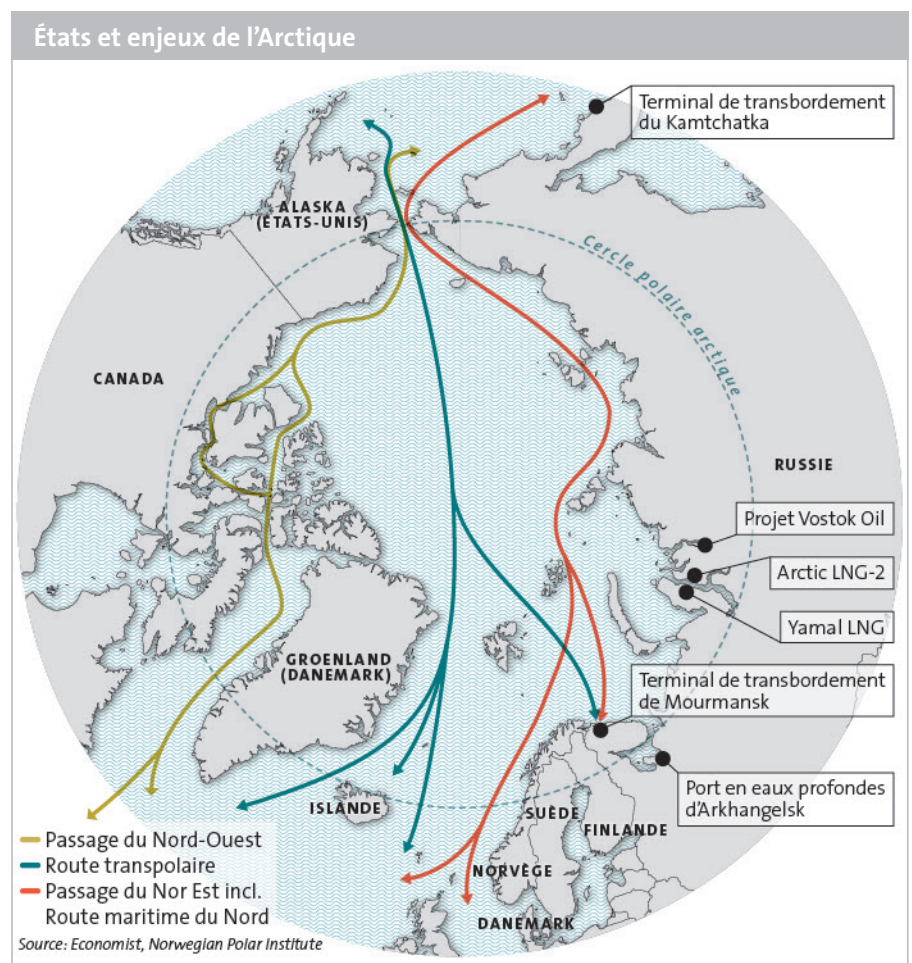 États et enjeux de l'Arctique
Terminal de transbordement
du Kamtchatka
ALASKA
(ÉTATS-UNIS)
Cercle polaire arctique
CANADA
RUSSIE
Projet Vostok Oil
Arctic LNG-2
Yamal LNG
GROENLAND
(DANEMARK)
Terminal de transbordement
de Mourmansk
Port en eaux profondes
d'Arkhangelsk
ISLANDE
SUÈDE
FINLANDE
NORVÈGE
DANEMARK
Passage du Nord-Ouest
Route transpolaire
Passage du Nor Est incl.
Route maritime du Nord
Source: Economist, Norwegian Polar Institute